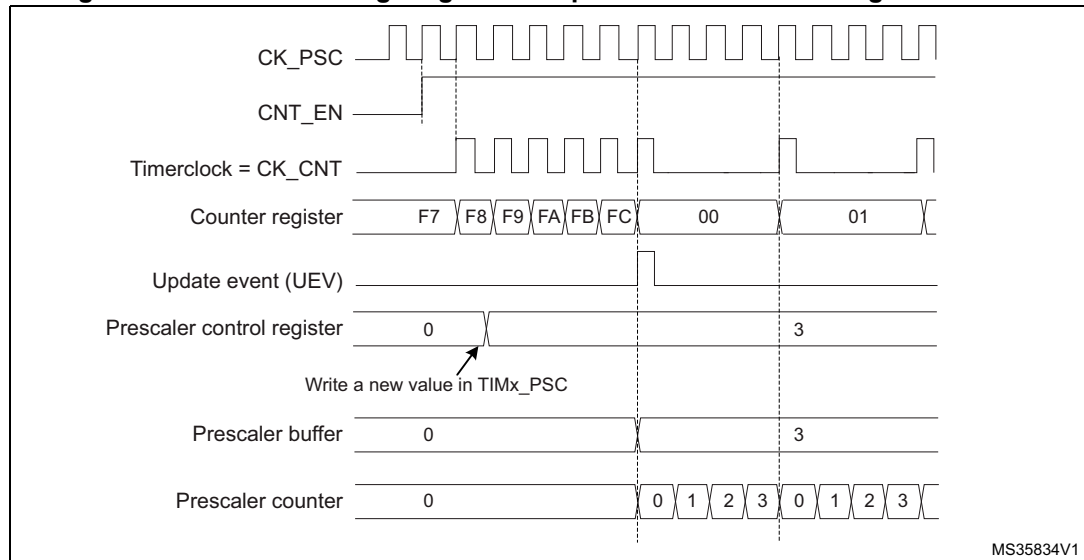 CK_PSC
CNT_EN
Timerclock = CK_CNT
Counter register F7 F8 F9 FA FB FC 00 01
Update event (UEV)
Prescaler control register 0 3
Write a new value in TIMx_PSC
Prescaler buffer 0 3
Prescaler counter 0 0 1 2 3 0 1 2 3
MS35834V1